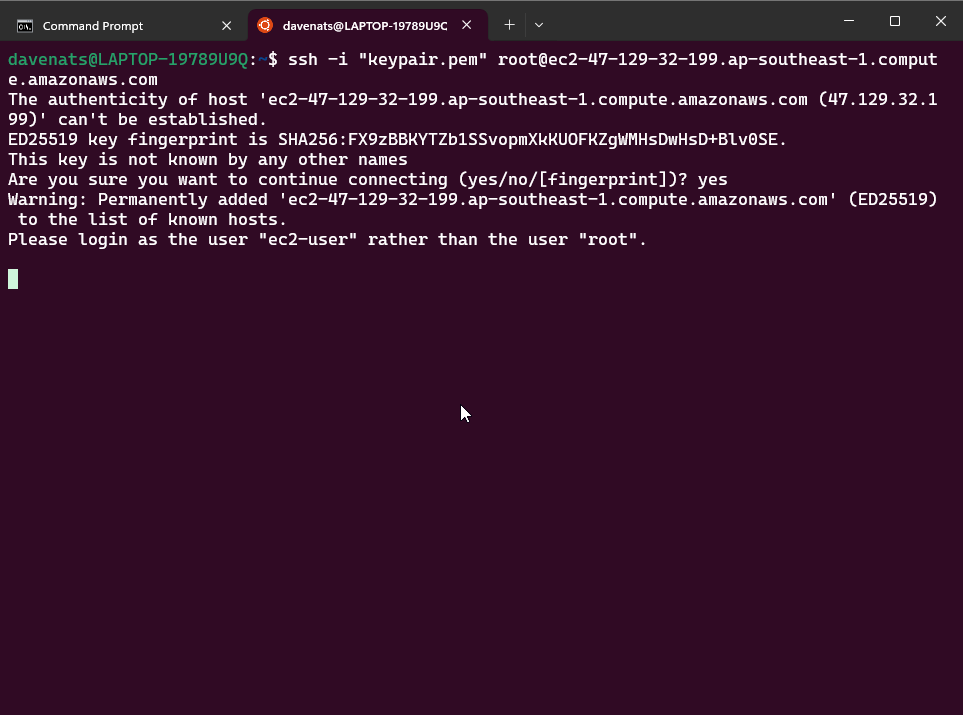 Command Prompt
davenats@LAPTOP-19789U9Q
davenats@LAPTOP-19789U9Q:~$ ssh -i "keypair.pem" root@ec2-47-129-32-199.ap-southeast-1.comput
e.amazonaws.com
The authenticity of host 'ec2-47-129-32-199.ap-southeast-1.compute.amazonaws.com (47.129.32.1
99)' can't be established.
ED25519 key fingerprint is SHA256:FX9zBBKYTZb1SSvopmXkKUOFKZgWMHsDwHsD+Blv0SE.
This key is not known by any other names
Are you sure you want to continue connecting (yes/no/[fingerprint])? yes
Warning: Permanently added 'ec2-47-129-32-199.ap-southeast-1.compute.amazonaws.com' (ED25519)
 to the list of known hosts.
Please login as the user "ec2-user" rather than the user "root".